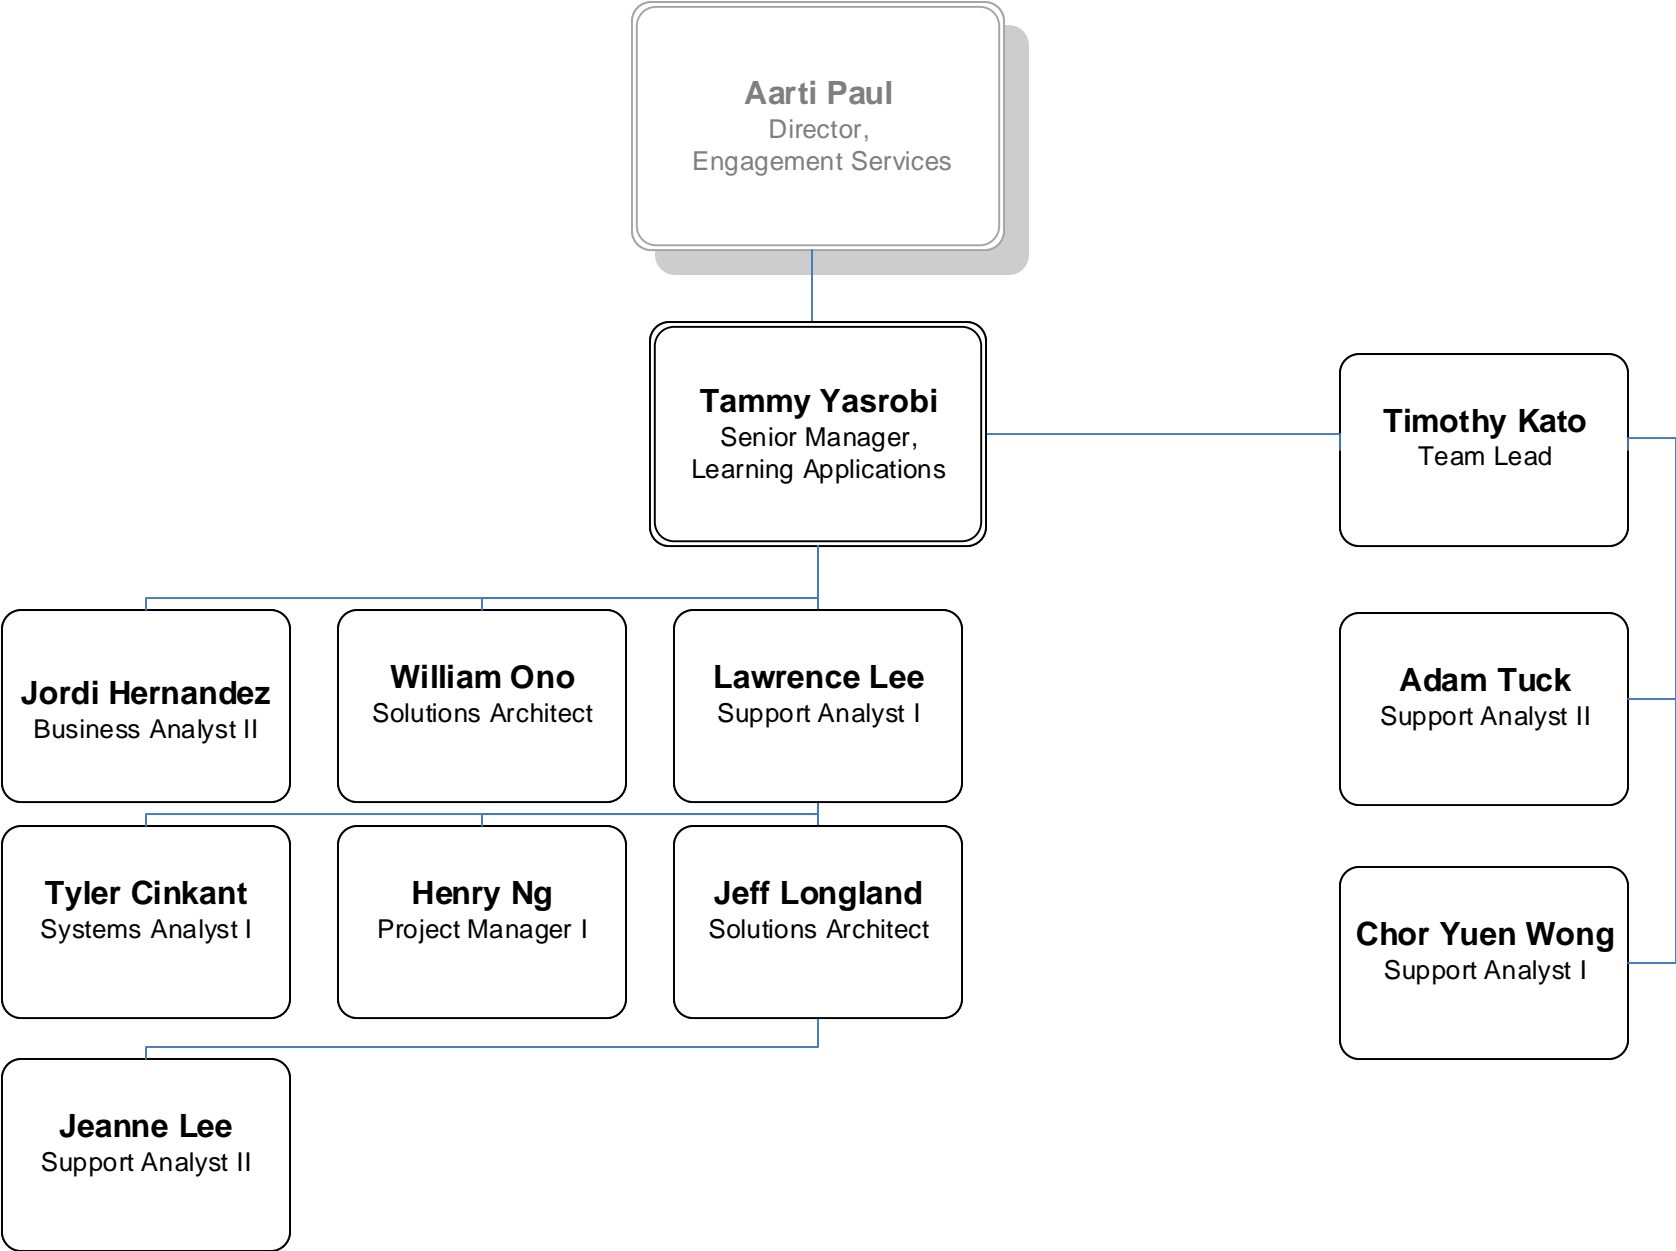 Aarti Paul
Director,
Engagement Services
Tammy Yasrobi
Senior Manager,
Learning Applications
Timothy Kato
Team Lead
Jordi Hernandez
Business Analyst II
William Ono
Solutions Architect
Lawrence Lee
Support Analyst I
Adam Tuck
Support Analyst II
Tyler Cinkant
Systems Analyst I
Henry Ng
Project Manager I
Jeff Longland
Solutions Architect
Chor Yuen Wong
Support Analyst I
Jeanne Lee
Support Analyst II